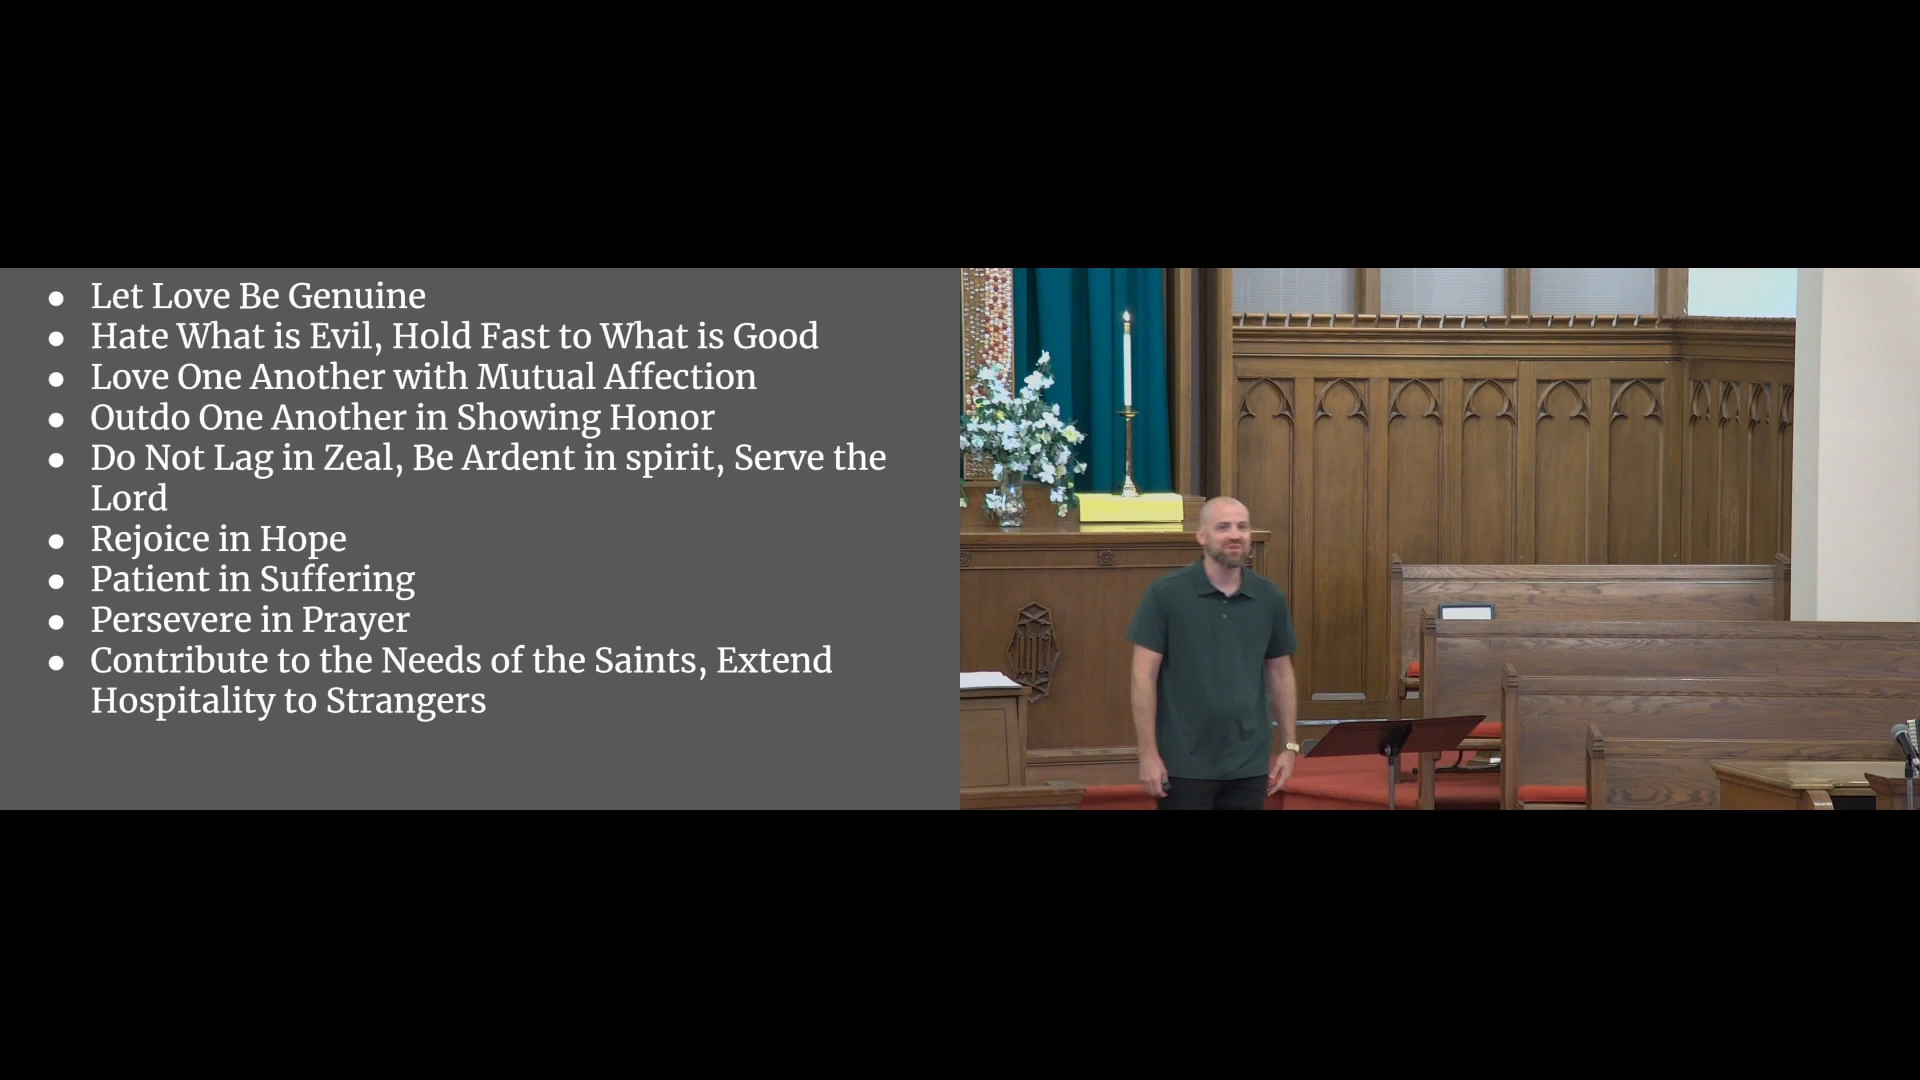 ● Let Love Be Genuine
● Hate What is Evil, Hold Fast to What is Good
● Love One Another with Mutual Affection
● Outdo One Another in Showing Honor
● Do Not Lag in Zeal, Be Ardent in spirit, Serve the
Lord
● Rejoice in Hope
● Patient in Suffering
● Persevere in Prayer
● Contribute to the Needs of the Saints, Extend
Hospitality to Strangers